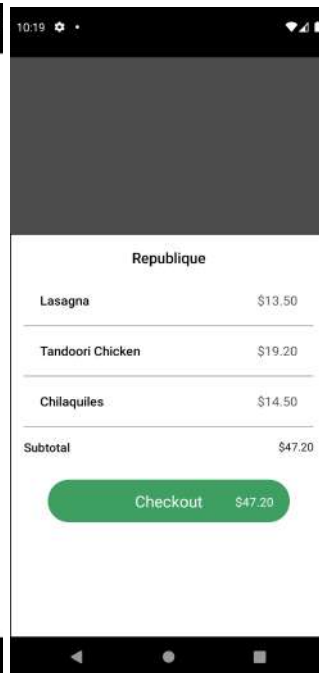 10:19
Republique
Lasagna $13.50
Tandoori Chicken $19.20
Chilaquiles $14.50
Subtotal $47.20
Checkout $47.20